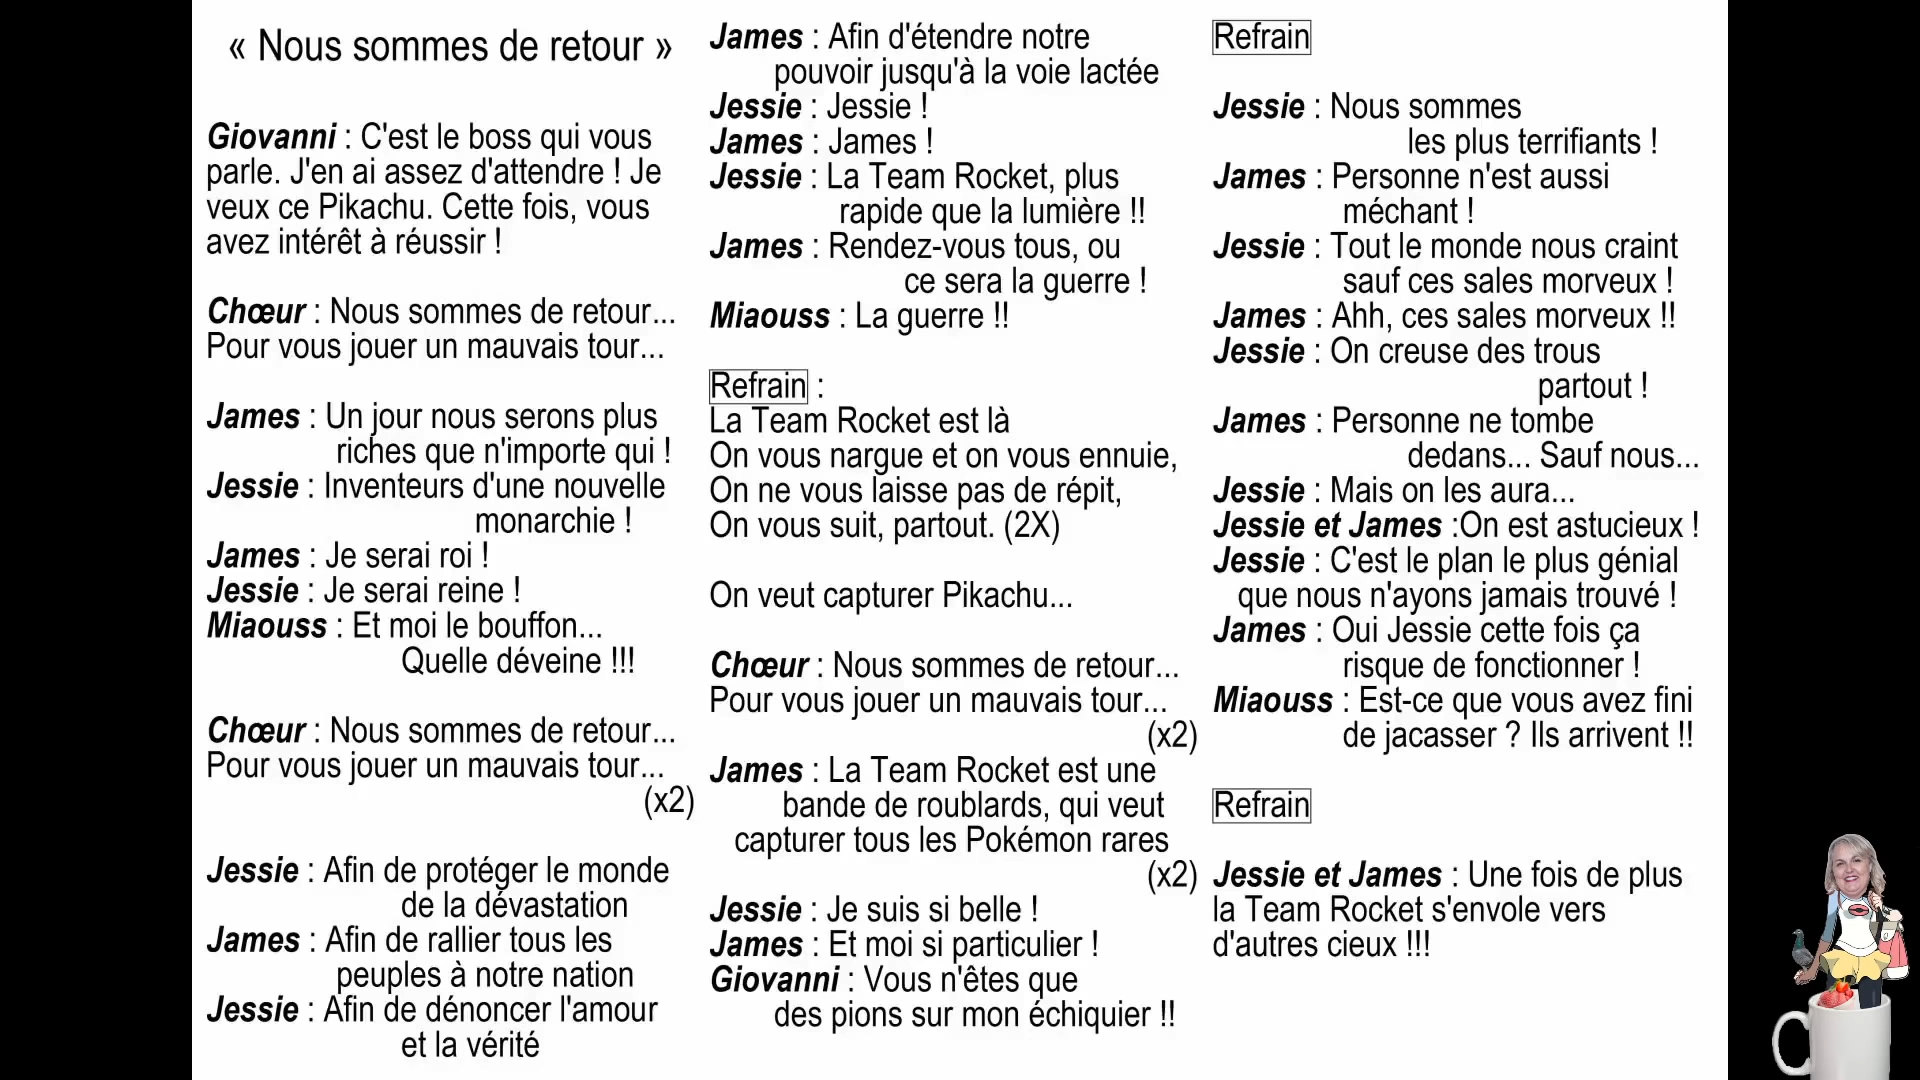 « Nous sommes de retour »
Giovanni : C'est le boss qui vous
parle. J'en ai assez d'attendre ! Je
veux ce Pikachu. Cette fois, vous
avez intérêt à réussir !
Chœur : Nous sommes de retour...
Pour vous jouer un mauvais tour...
James : Un jour nous serons plus
riches que n'importe qui !
Jessie : Inventeurs d'une nouvelle
monarchie !
James : Je serai roi !
Jessie : Je serai reine !
Miaouss : Et moi le bouffon...
Quelle déveine !!!
Chœur : Nous sommes de retour...
Pour vous jouer un mauvais tour...
(x2)
Jessie : Afin de protéger le monde
de la dévastation
James : Afin de rallier tous les
peuples à notre nation
Jessie : Afin de dénoncer l'amour
et la vérité
James : Afin d'étendre notre
pouvoir jusqu'à la voie lactée
Jessie : Jessie !
James : James !
Jessie : La Team Rocket, plus
rapide que la lumière !!
James : Rendez-vous tous, ou
ce sera la guerre !
Miaouss : La guerre !!
Refrain :
La Team Rocket est là
On vous nargue et on vous ennuie,
On ne vous laisse pas de répit,
On vous suit, partout. (2X)
On veut capturer Pikachu...
Chœur : Nous sommes de retour...
Pour vous jouer un mauvais tour...
(x2)
James : La Team Rocket est une
bande de roublards, qui veut
capturer tous les Pokémon rares
(x2)
Jessie : Je suis si belle !
James : Et moi si particulier !
Giovanni : Vous n'êtes que
des pions sur mon échiquier !!
Refrain
Jessie : Nous sommes
les plus terrifiants !
James : Personne n'est aussi
méchant !
Jessie : Tout le monde nous craint
sauf ces sales morveux !
James : Ahh, ces sales morveux !!
Jessie : On creuse des trous
partout !
James : Personne ne tombe
dedans... Sauf nous...
Jessie : Mais on les aura...
Jessie et James :On est astucieux !
Jessie : C'est le plan le plus génial
que nous n'ayons jamais trouvé !
James : Oui Jessie cette fois ça
risque de fonctionner !
Miaouss : Est-ce que vous avez fini
de jacasser ? Ils arrivent !!
Refrain
Jessie et James : Une fois de plus
la Team Rocket s'envole vers
d'autres cieux !!!